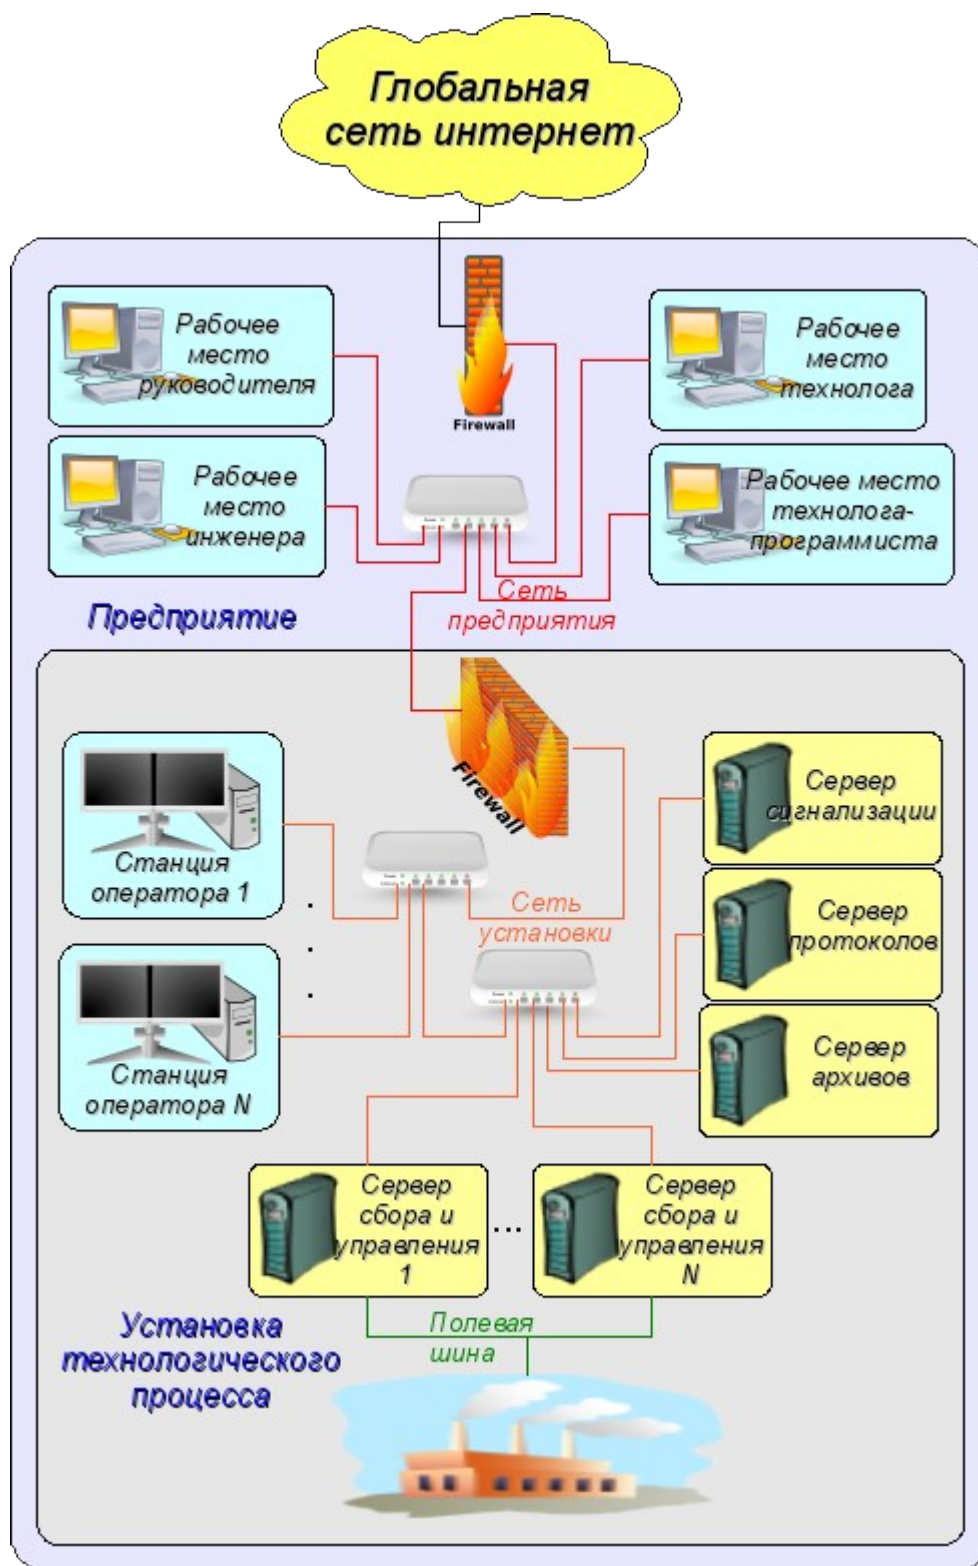 Глобальная
сеть интернет
Рабочее
место
руководителя
Firewall
Рабочее
место
технолога
Рабочее
место
инженера
Рабочее место
технолога-
программиста
Предприятие
Сеть
предприятия
Firewall
Станция
оператора 1
Сервер
сигнализации
Сеть
установки
Сервер
протоколов
Станция
оператора N
Сервер
архивов
Сервер
сбора и
управления
1
...
Сервер
сбора и
управления
N
Полевая
шина
Установка
технологического
процесса